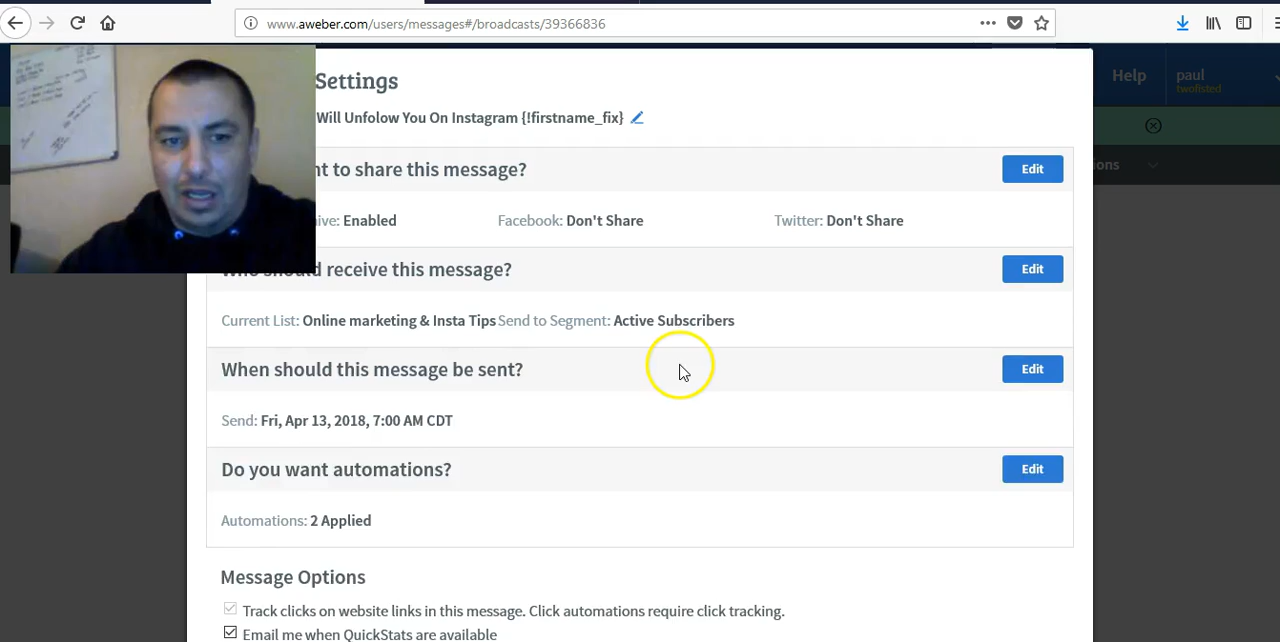 www.aweber.com/users/messages#/broadcasts/39366836
Help
paul
twofisted
Settings
Will Unfolow You On Instagram {!firstname_fix}
ions
nt to share this message?
Edit
ive: Enabled
Facebook: Don't Share
Twitter: Don't Share
Who should receive this message?
Edit
Current List: Online marketing & Insta Tips Send to Segment: Active Subscribers
When should this message be sent?
Edit
Send: Fri, Apr 13, 2018, 7:00 AM CDT
Do you want automations?
Edit
Automations: 2 Applied
Message Options
Track clicks on website links in this message. Click automations require click tracking.
Email me when QuickStats are available